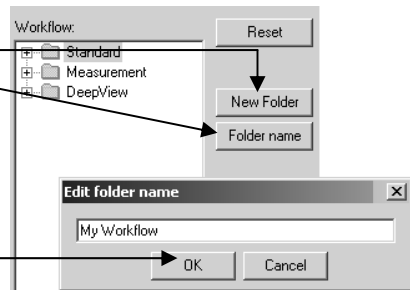 Workflow:
Reset
Standard
Measurement
DeepView
New Folder
Folder name
Edit folder name
My Workflow
OK
Cancel